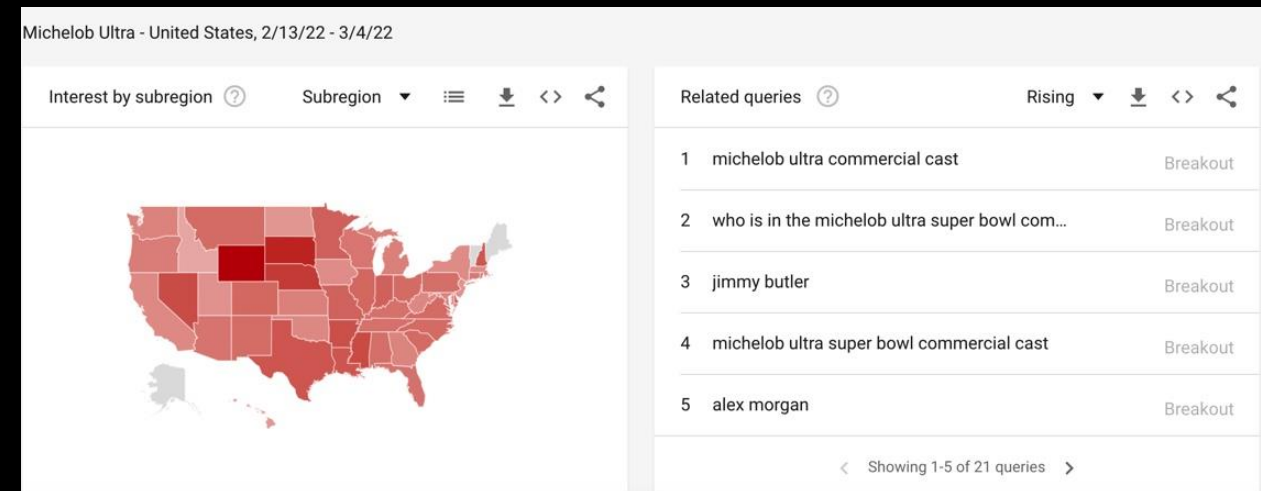 Michelob Ultra - United States, 2/13/22 - 3/4/22
Interest by subregion ? Subregion
Related queries ? Rising
1 michelob ultra commercial cast Breakout
2 who is in the michelob ultra super bowl com... Breakout
3 jimmy butler Breakout
4 michelob ultra super bowl commercial cast Breakout
5 alex morgan Breakout
Showing 1-5 of 21 queries